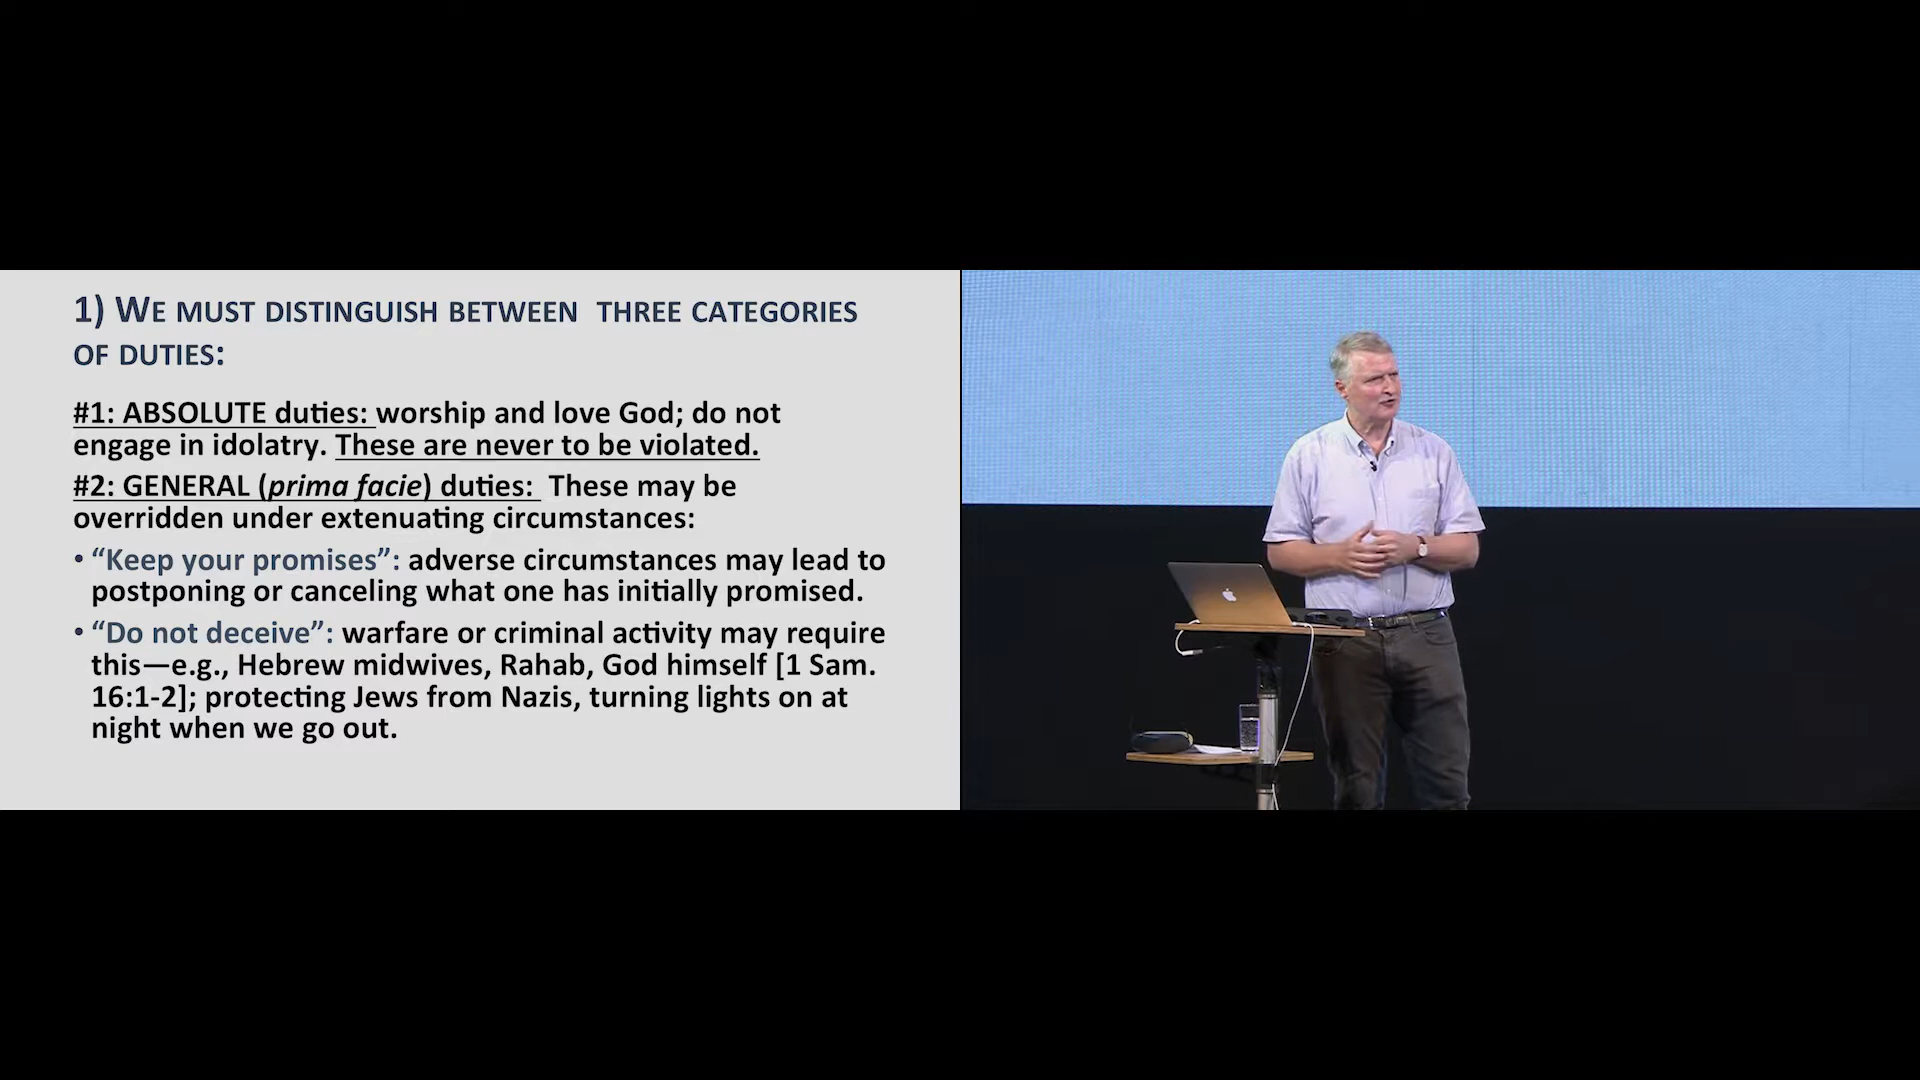 1) WE MUST DISTINGUISH BETWEEN THREE CATEGORIES
OF DUTIES:
#1: ABSOLUTE duties: worship and love God; do not
engage in idolatry. These are never to be violated.
#2: GENERAL (prima facie) duties: These may be
overridden under extenuating circumstances:
• “Keep your promises”: adverse circumstances may lead to
postponing or canceling what one has initially promised.
• “Do not deceive”: warfare or criminal activity may require
this—e.g., Hebrew midwives, Rahab, God himself [1 Sam.
16:1-2]; protecting Jews from Nazis, turning lights on at
night when we go out.